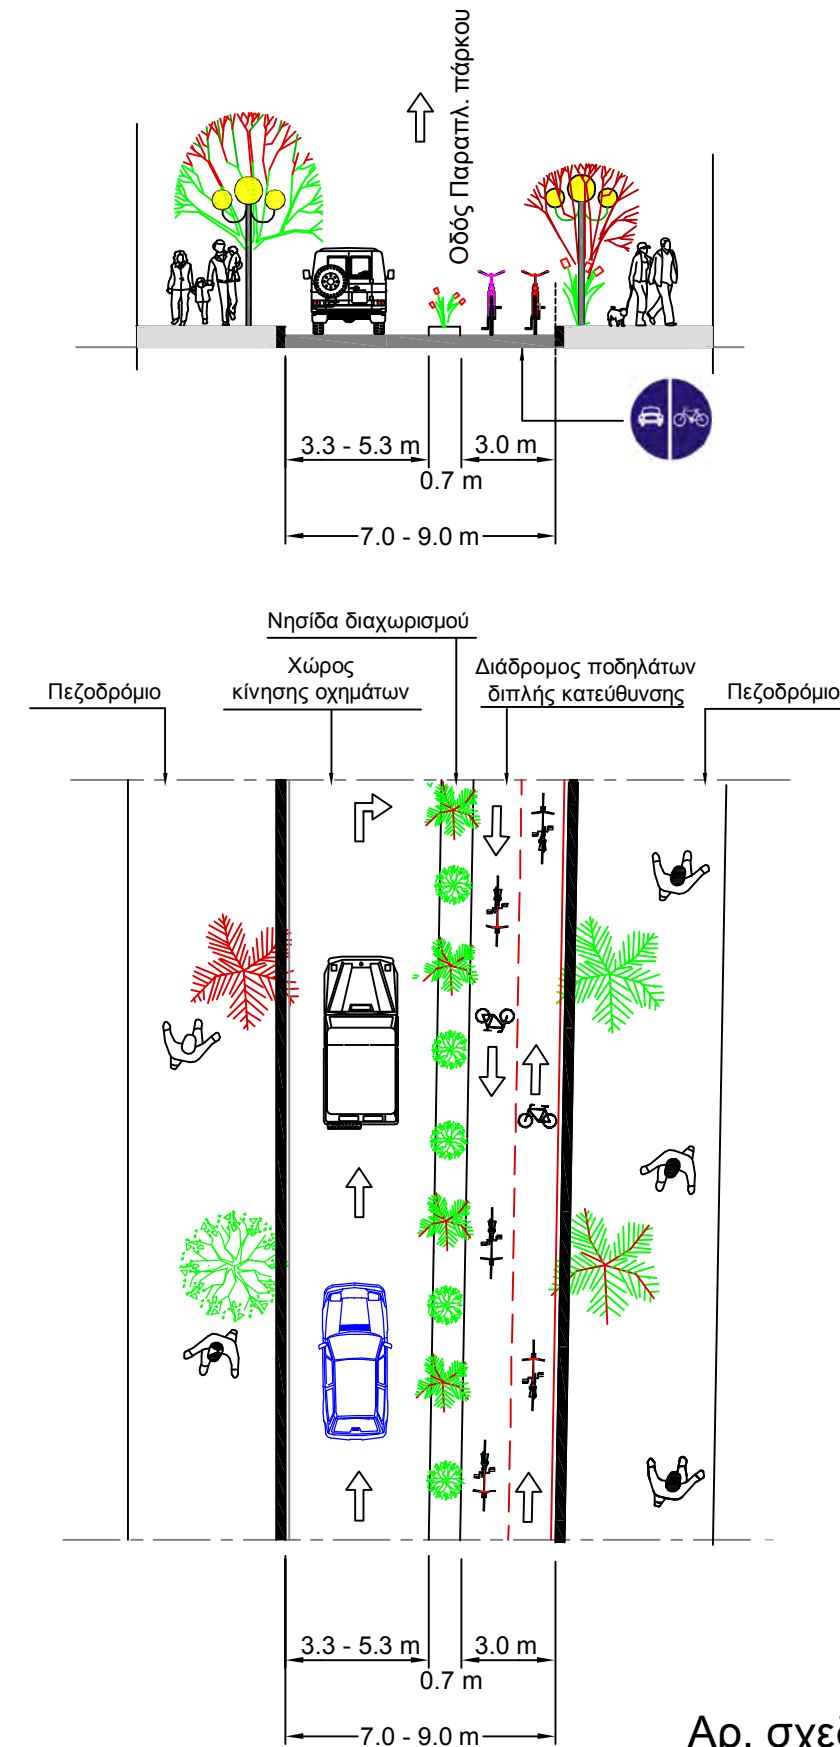 Οδός Παραπλ. πάρκου
3.3 - 5.3 m
3.0 m
0.7 m
7.0 - 9.0 m
Νησίδα διαχωρισμού
Πεζοδρόμιο
Χώρος
κίνησης οχημάτων
Διάδρομος ποδηλάτων
διπλής κατεύθυνσης
Πεζοδρόμιο
3.3 - 5.3 m
3.0 m
0.7 m
7.0 - 9.0 m
Αρ. σχεδ